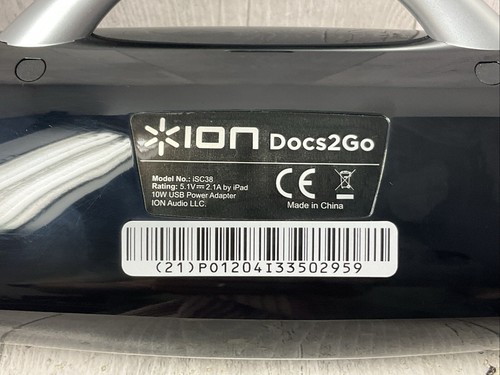 ION Docs2Go
Model No.: iSC38
Rating: 5.1V⎓2.1A by iPad
10W USB Power Adapter
ION Audio LLC.
CE
Made in China
(21)P01204I33502959